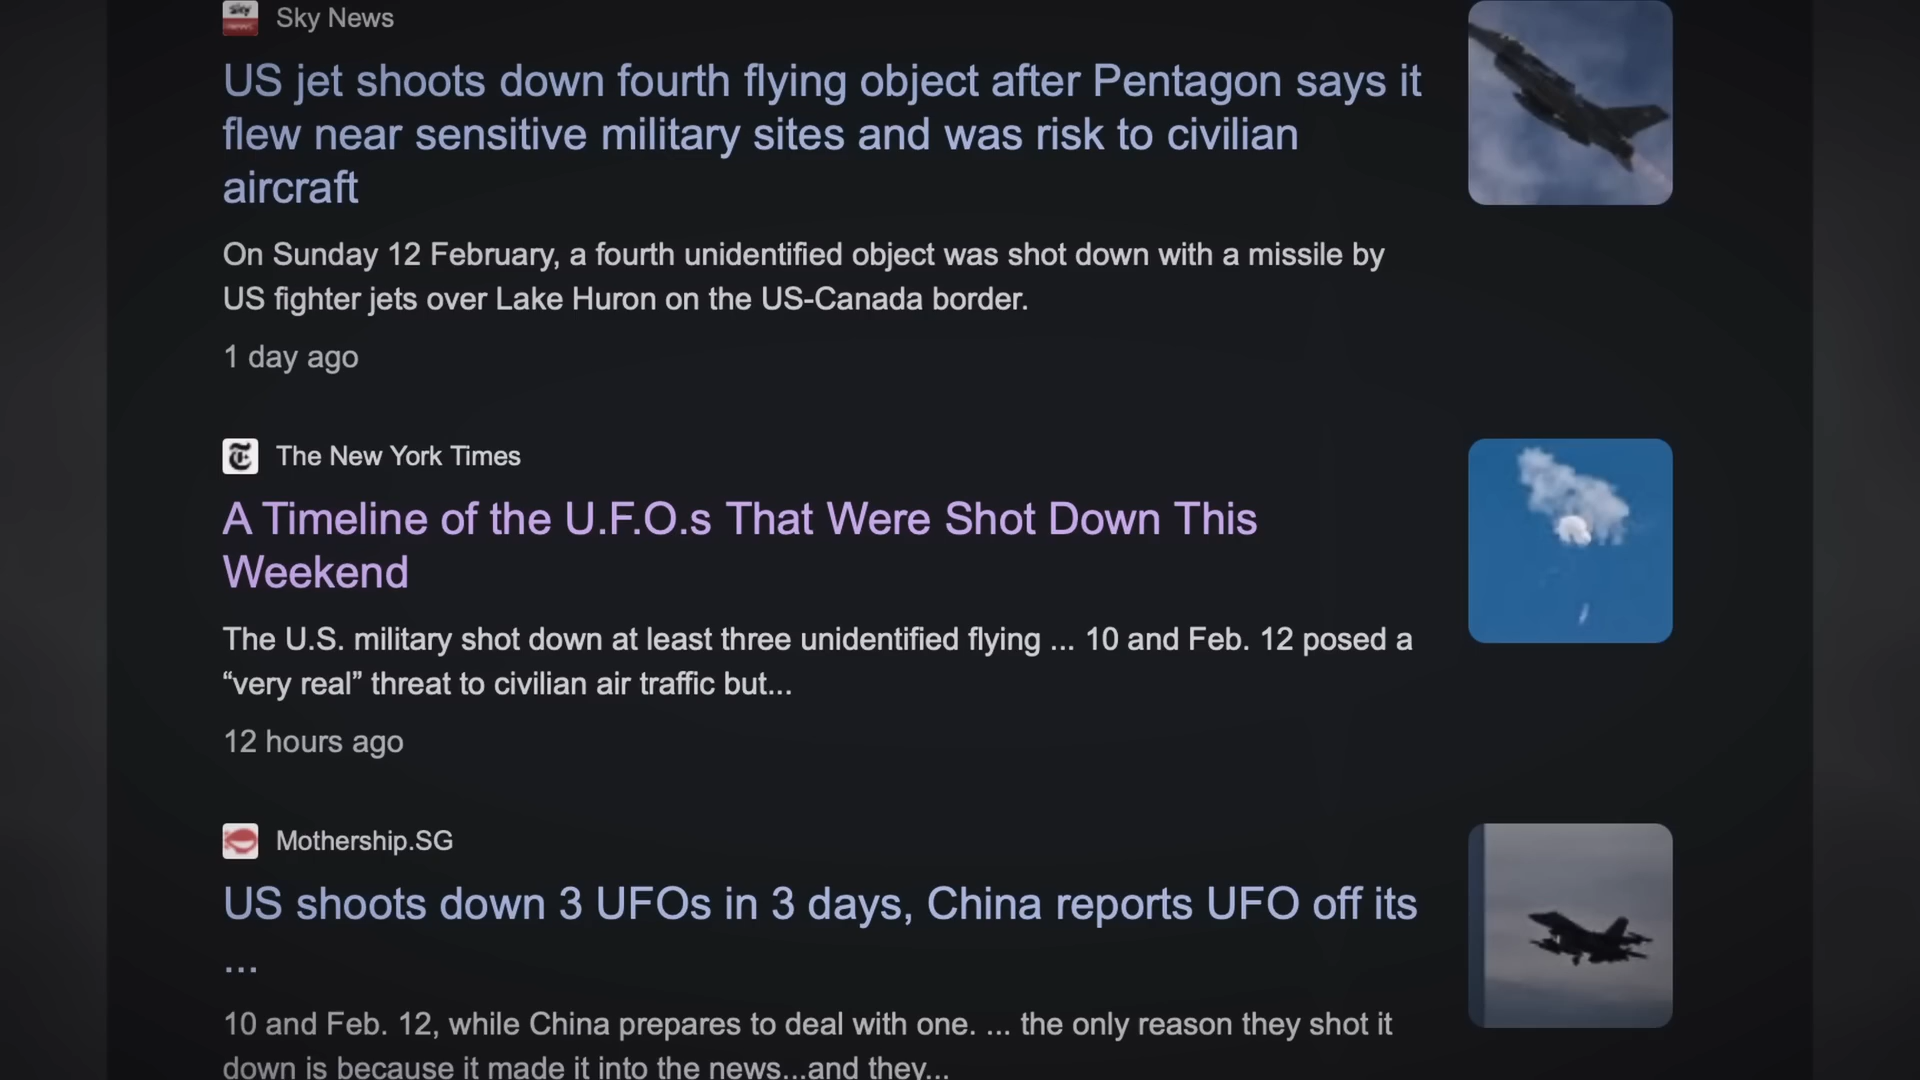 Sky News
US jet shoots down fourth flying object after Pentagon says it
flew near sensitive military sites and was risk to civilian
aircraft
On Sunday 12 February, a fourth unidentified object was shot down with a missile by
US fighter jets over Lake Huron on the US-Canada border.
1 day ago
The New York Times
A Timeline of the U.F.O.s That Were Shot Down This
Weekend
The U.S. military shot down at least three unidentified flying ... 10 and Feb. 12 posed a
“very real” threat to civilian air traffic but...
12 hours ago
Mothership.SG
US shoots down 3 UFOs in 3 days, China reports UFO off its
...
10 and Feb. 12, while China prepares to deal with one. ... the only reason they shot it
down is because it made it into the news...and they...